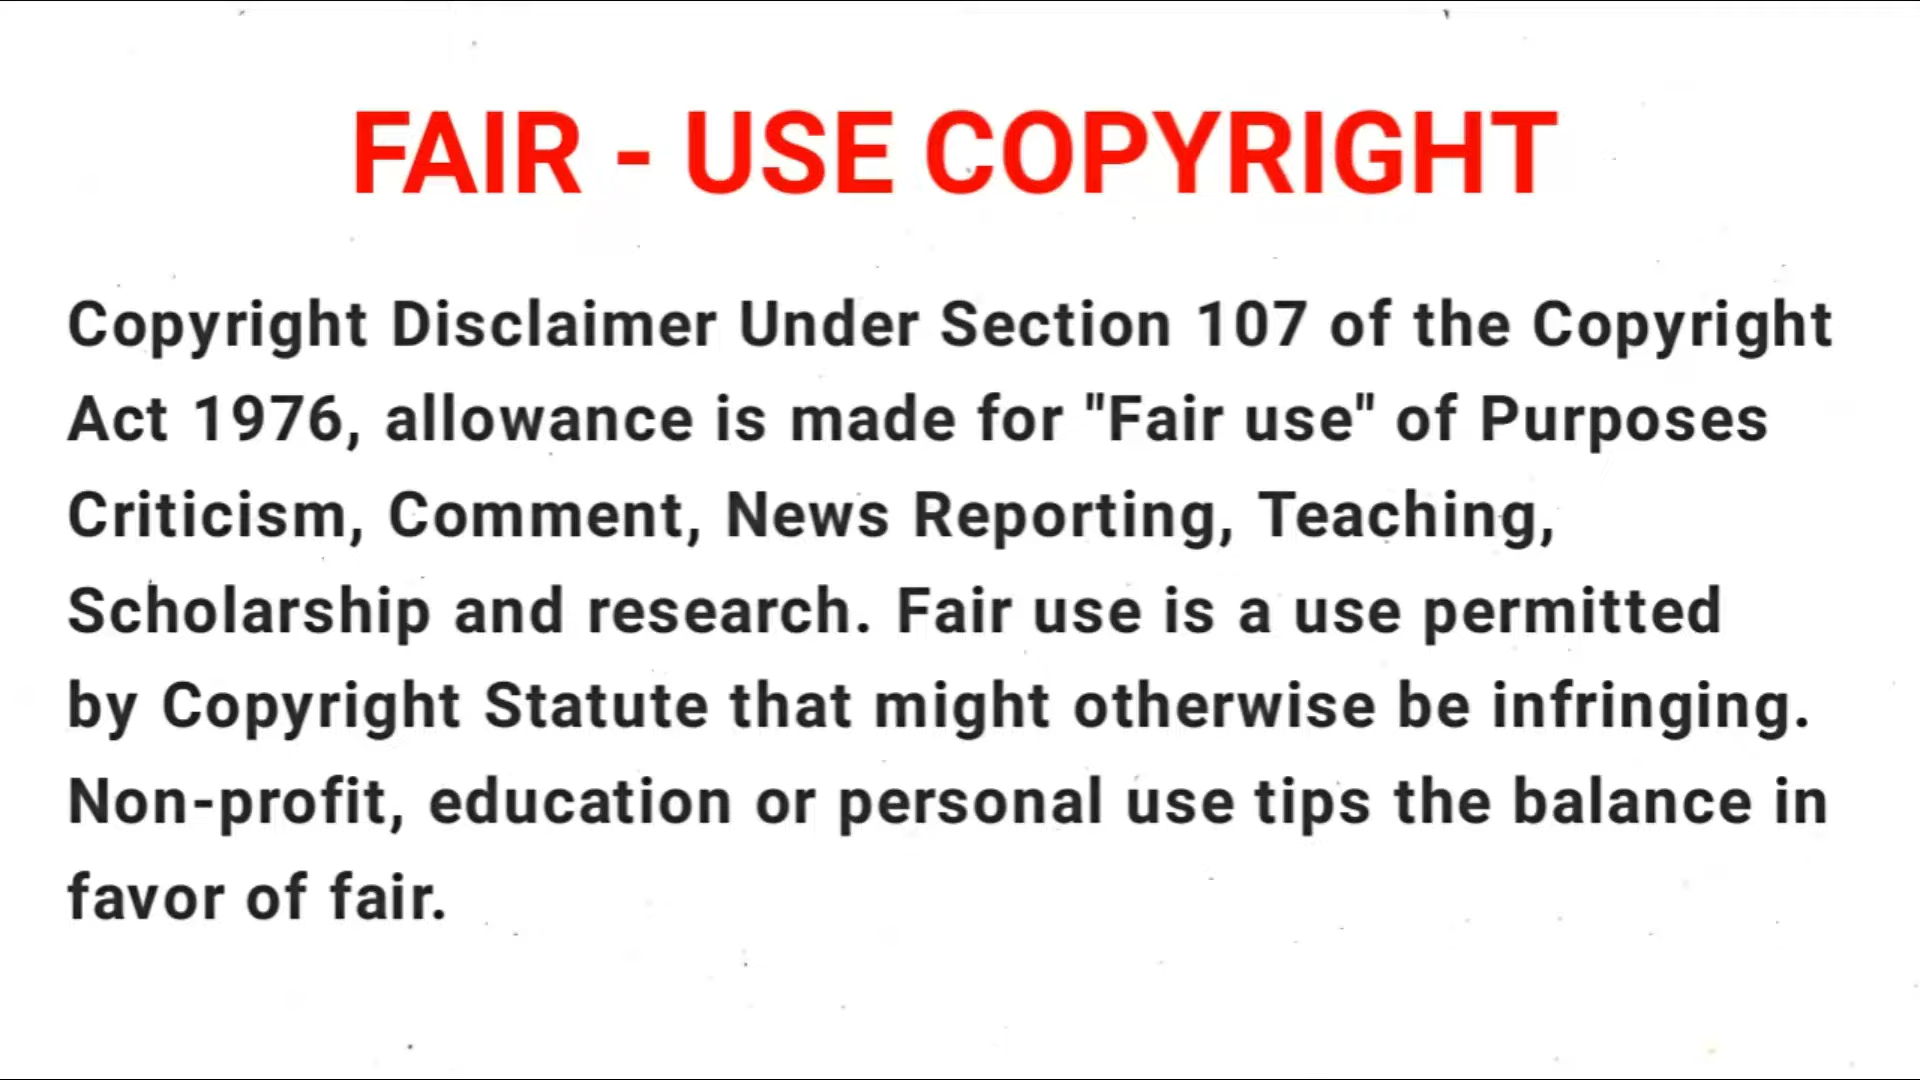 FAIR - USE COPYRIGHT
Copyright Disclaimer Under Section 107 of the Copyright
Act 1976, allowance is made for "Fair use" of Purposes
Criticism, Comment, News Reporting, Teaching,
Scholarship and research. Fair use is a use permitted
by Copyright Statute that might otherwise be infringing.
Non-profit, education or personal use tips the balance in
favor of fair.